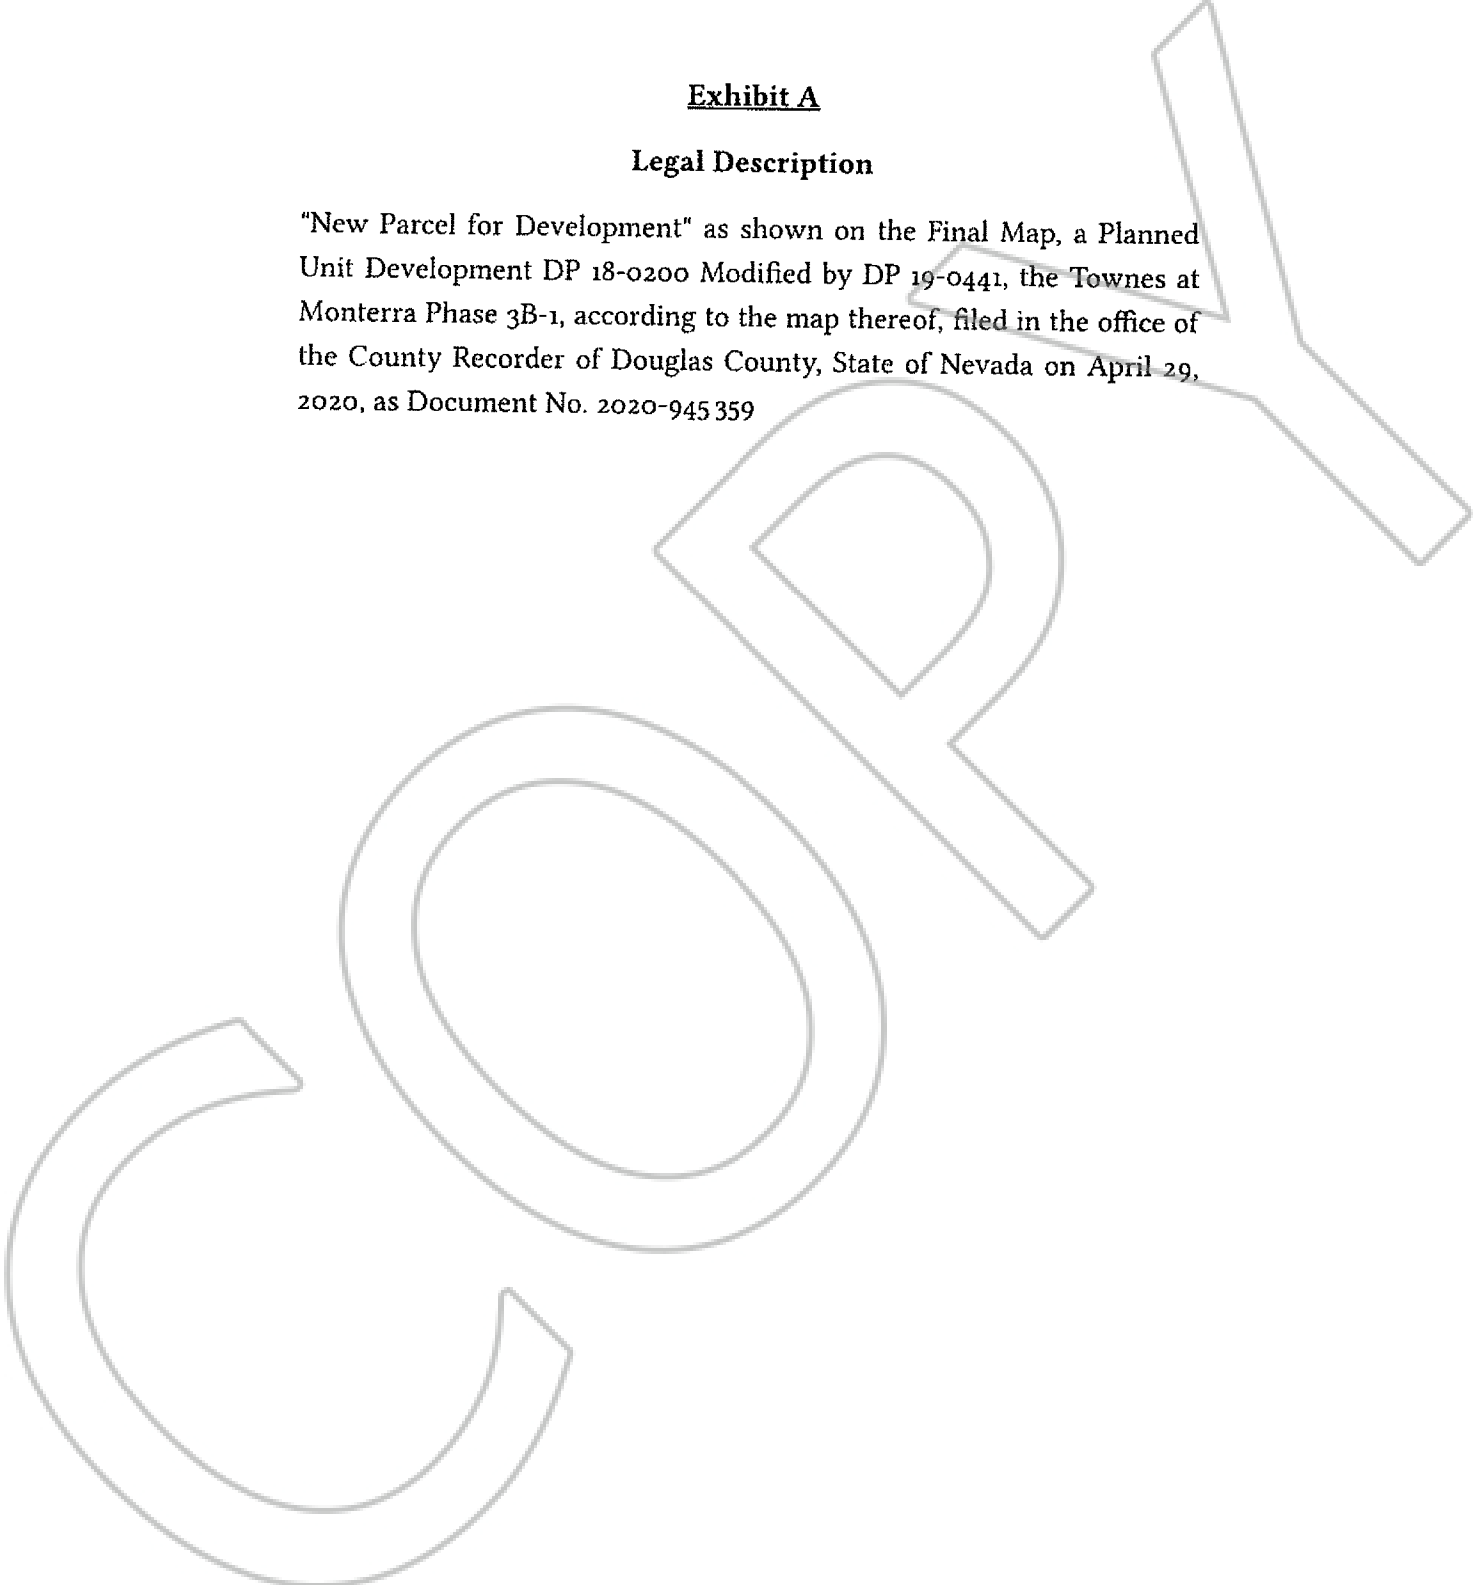 Exhibit A
Legal Description
"New Parcel for Development" as shown on the Final Map, a Planned
Unit Development DP 18-0200 Modified by DP 19-0441, the Townes at
Monterra Phase 3B-1, according to the map thereof, filed in the office of
the County Recorder of Douglas County, State of Nevada on April 29,
2020, as Document No. 2020-945359
COPY